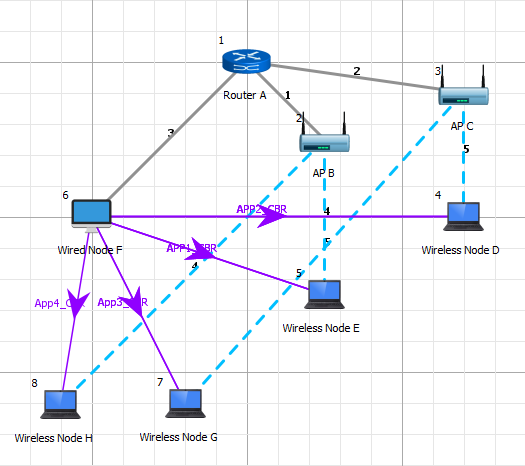 1
Router A
2
3
1
2
AP B
3
AP C
5
6
APP2_CBR
4
4
Wired Node F
APP1_CBR
5
Wireless Node D
4
5
App4_CBR
App3_CBR
Wireless Node E
8
7
Wireless Node H
Wireless Node G